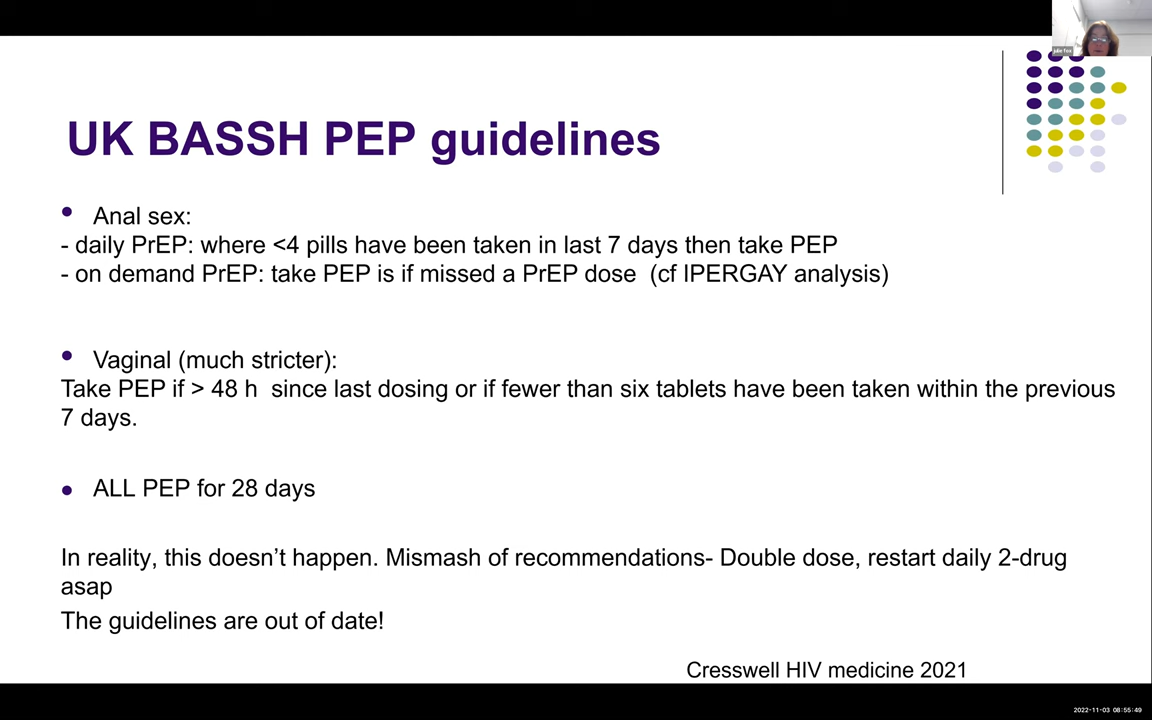 Julie Fox
UK BASSH PEP guidelines
• Anal sex:
- daily PrEP: where <4 pills have been taken in last 7 days then take PEP
- on demand PrEP: take PEP is if missed a PrEP dose (cf IPERGAY analysis)
• Vaginal (much stricter):
Take PEP if > 48 h since last dosing or if fewer than six tablets have been taken within the previous
7 days.
• ALL PEP for 28 days
In reality, this doesn’t happen. Mismash of recommendations- Double dose, restart daily 2-drug
asap
The guidelines are out of date!
Cresswell HIV medicine 2021
2022-11-03 08:55:49